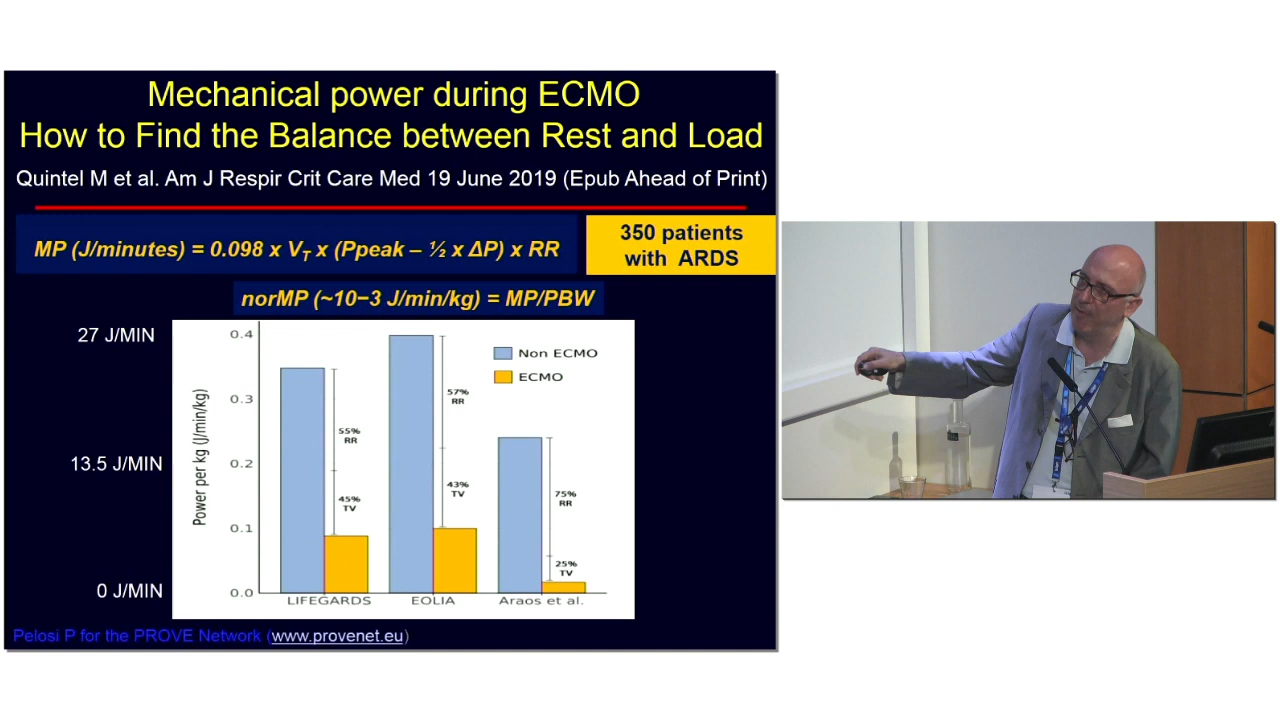 Mechanical power during ECMO
How to Find the Balance between Rest and Load
Quintel M et al. Am J Respir Crit Care Med 19 June 2019 (Epub Ahead of Print)
MP (J/minutes) = 0.098 x VT x (Ppeak – ½ x ΔP) x RR
350 patients
with ARDS
norMP (~10−3 J/min/kg) = MP/PBW
27 J/MIN
13.5 J/MIN
0 J/MIN
Power per kg (J/min/kg)
0.4
0.3
0.2
0.1
0.0
Non ECMO
ECMO
55%
RR
45%
TV
57%
RR
43%
TV
75%
RR
25%
TV
LIFEGARDS
EOLIA
Araos et al.
Pelosi P for the PROVE Network (www.provenet.eu)